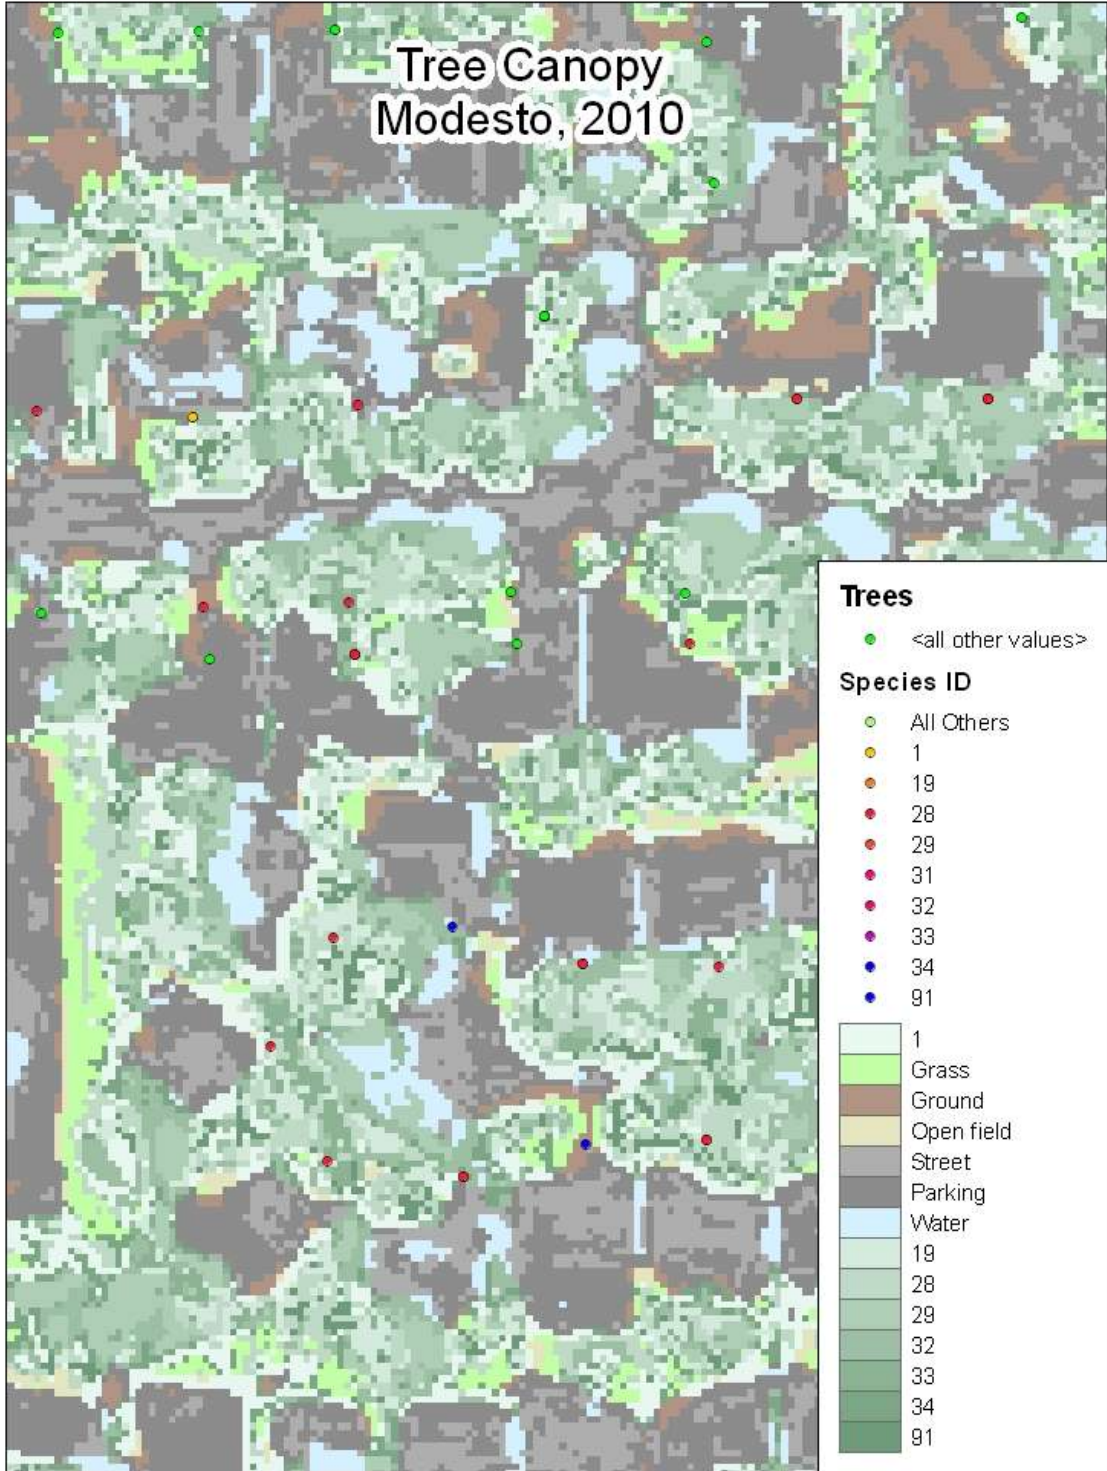 Tree Canopy
Modesto, 2010
Trees
<all other values>
Species ID
All Others
1
19
28
29
31
32
33
34
91
1
Grass
Ground
Open field
Street
Parking
Water
19
28
29
32
33
34
91